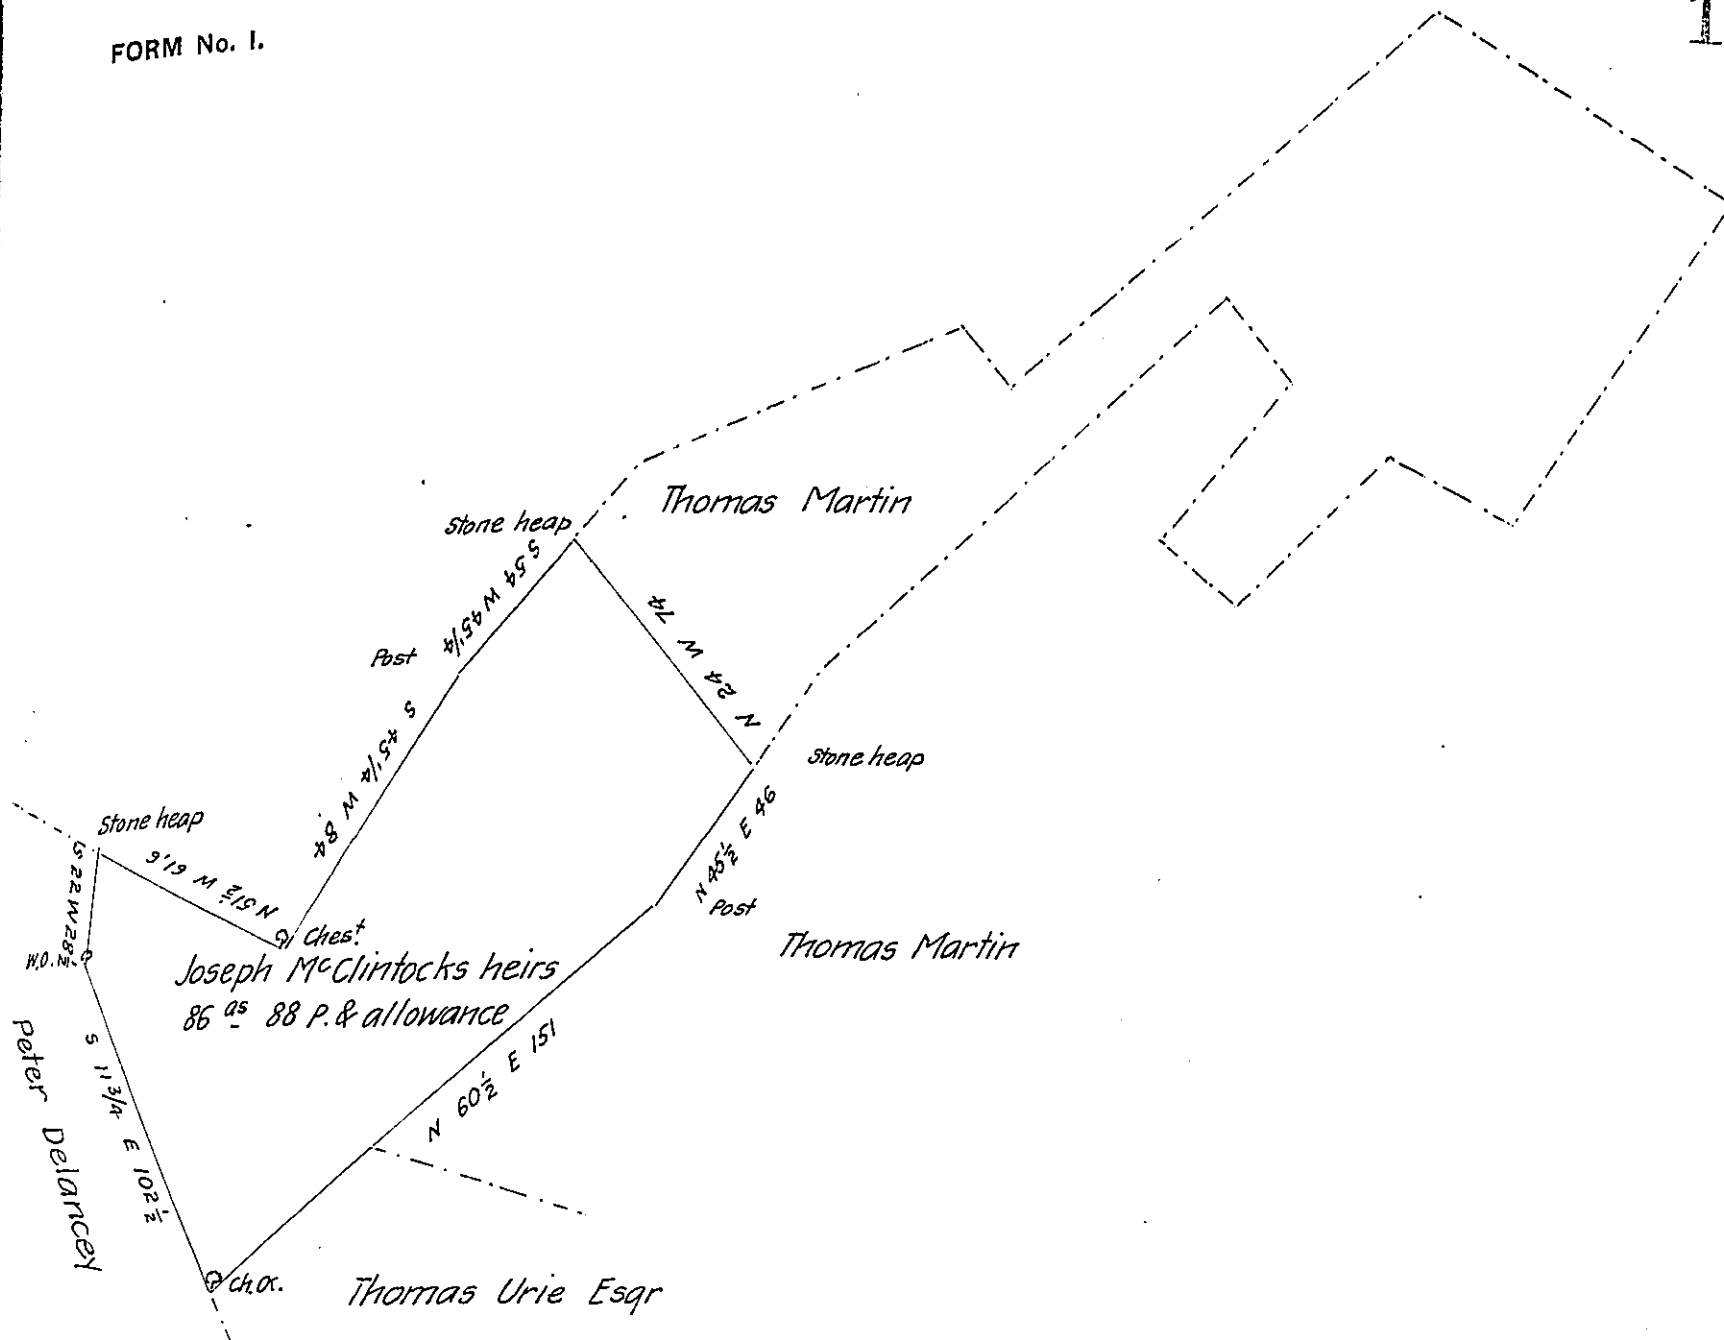 FORM No. 1.
Thomas Martin
Stone heap
S 54 W 45 1/4
N 24 W 74
Post
S 45 1/4 W 84
Stone heap
Stone heap
N 45 1/2 E 46
Post
N 51 1/2 W 61,6
S 22 W 28 1/2
Chest.
Thomas Martin
W.O.
Joseph McClintocks heirs
86 as 88 P. & allowance
N 60 1/2 E 151
Peter Delancey
S 11 3/4 E 102 1/2
Ch.O.
Thomas Urie Esqr